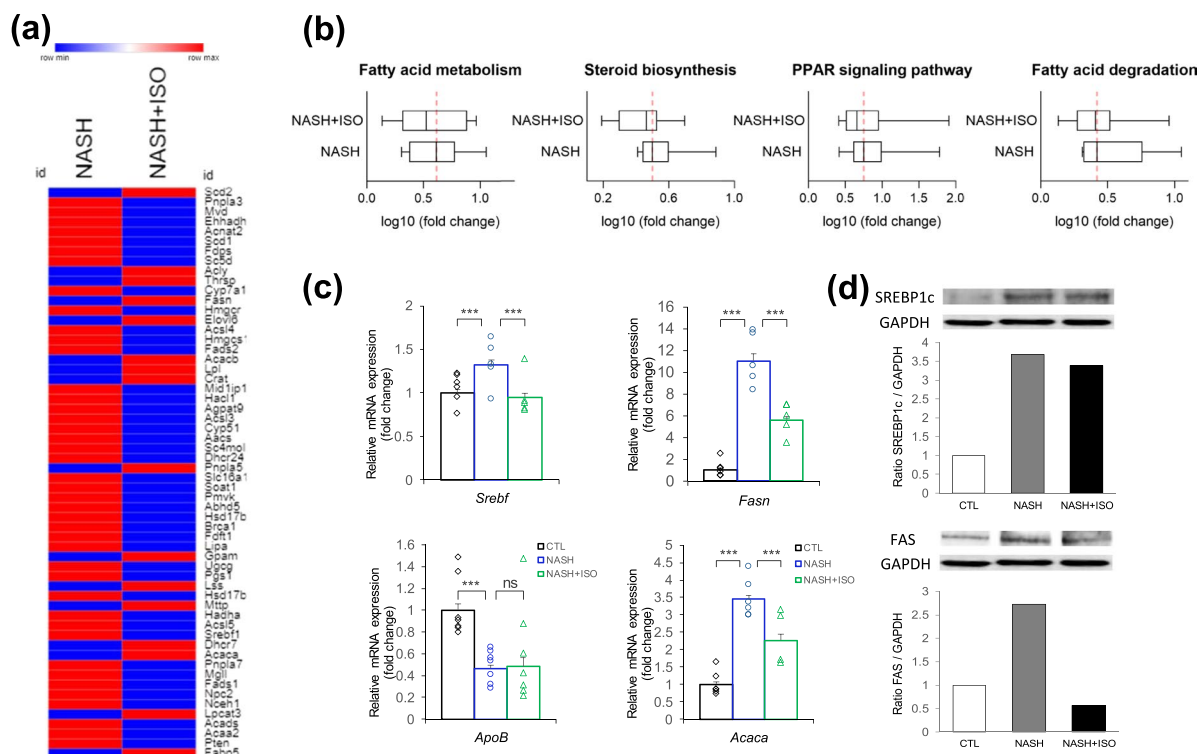 (a)
row min
row max
NASH
NASH+ISO
id
id
Scd2
Pnpla3
Mvd
Ehhadh
Acnat2
Scd1
Fdps
Sc5d
Acly
Thrsp
Cyp7a1
Fasn
Hmgcr
Elovl6
Acsl4
Hmgcs1
Fads2
Acacb
Lpl
Crat
Mid1ip1
Hacl1
Agpat9
Acsl3
Cyp51
Aacs
Sc4mol
Dhcr24
Pnpla5
Slc16a1
Soat1
Pmvk
Abhd5
Hsd17b
Brca1
Fdft1
Lipa
Gpam
Ugcg
Pgs1
Lss
Hsd17b
Mttp
Hadha
Acsl5
Srebf1
Dhcr7
Acaca
Pnpla7
Mgll
Fads1
Npc2
Nceh1
Lpcat3
Acads
Acaa2
Pten
Fabp5
(b)
Fatty acid metabolism
NASH+ISO
NASH
0.0
0.5
1.0
log10 (fold change)
Steroid biosynthesis
NASH+ISO
NASH
0.2
0.4
0.6
1.0
log10 (fold change)
PPAR signaling pathway
NASH+ISO
NASH
0.0
0.5
1.0
1.5
2.0
log10 (fold change)
Fatty acid degradation
NASH+ISO
NASH
0.0
0.5
1.0
log10 (fold change)
(c)
Relative mRNA expression
(fold change)
2
1.5
1
0.5
0
***
***
Srebf
Relative mRNA expression
(fold change)
16
14
12
10
8
6
4
2
0
***
***
Fasn
Relative mRNA expression
(fold change)
1.6
1.4
1.2
1
0.8
0.6
0.4
0.2
0
***
ns
CTL
NASH
NASH+ISO
ApoB
Relative mRNA expression
(fold change)
5
4.5
4
3.5
3
2.5
2
1.5
1
0.5
0
***
***
CTL
NASH
NASH+ISO
Acaca
(d)
SREBP1c
GAPDH
Ratio SREBP1c / GAPDH
4
3.5
3
2.5
2
1.5
1
0.5
0
CTL
NASH
NASH+ISO
FAS
GAPDH
Ratio FAS / GAPDH
3
2.5
2
1.5
1
0.5
0
CTL
NASH
NASH+ISO